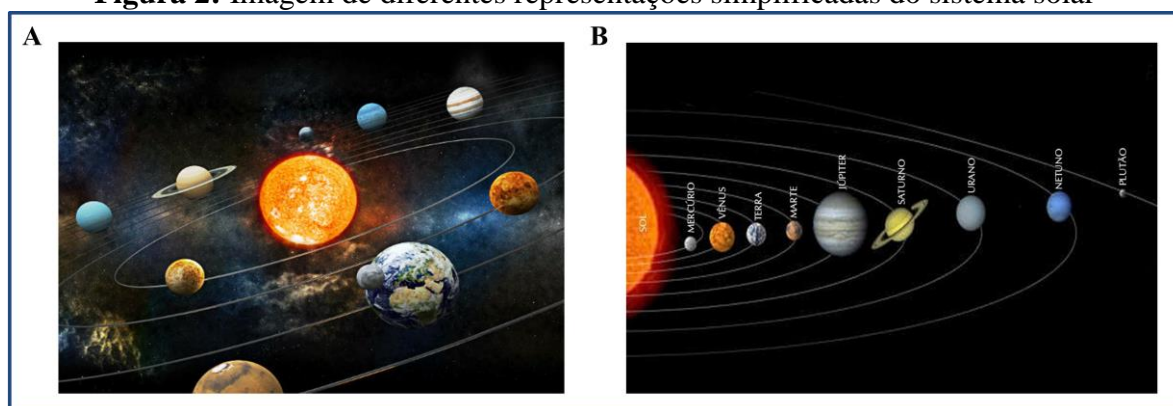 Figura 2: Imagem de diferentes representações simplificadas do sistema solar
A
B
SOL
MERCÚRIO
VÊNUS
TERRA
MARTE
JÚPITER
SATURNO
URANO
NETUNO
PLUTÃO